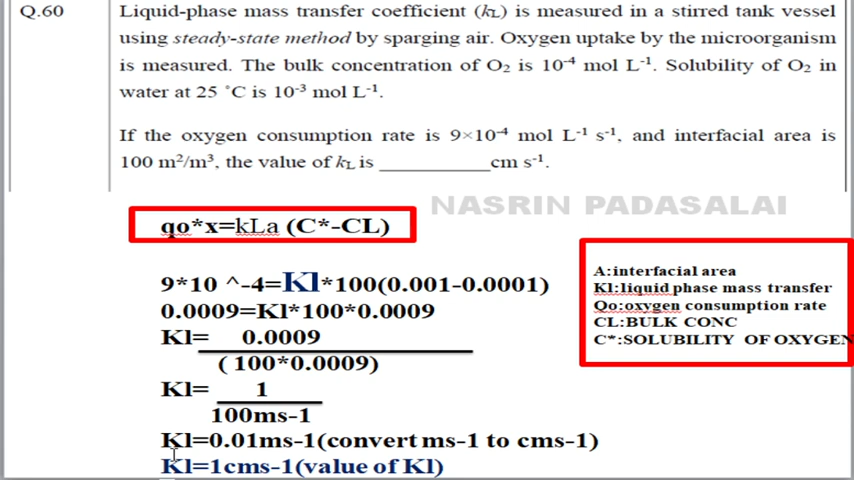 Q.60
Liquid-phase mass transfer coefficient (kL) is measured in a stirred tank vessel
using steady-state method by sparging air. Oxygen uptake by the microorganism
is measured. The bulk concentration of O2 is 10-4 mol L-1. Solubility of O2 in
water at 25 °C is 10-3 mol L-1.
If the oxygen consumption rate is 9×10-4 mol L-1 s-1, and interfacial area is
100 m2/m3, the value of kL is __________cm s-1.
NASRIN PADASALAI
qo*x=kLa (C*-CL)
9*10 ^-4=Kl*100(0.001-0.0001)
0.0009=Kl*100*0.0009
Kl= 0.0009
( 100*0.0009)
Kl= 1
100ms-1
Kl=0.01ms-1(convert ms-1 to cms-1)
Kl=1cms-1(value of Kl)
A:interfacial area
Kl:liquid phase mass transfer
Qo:oxygen consumption rate
CL:BULK CONC
C*:SOLUBILITY OF OXYGEN